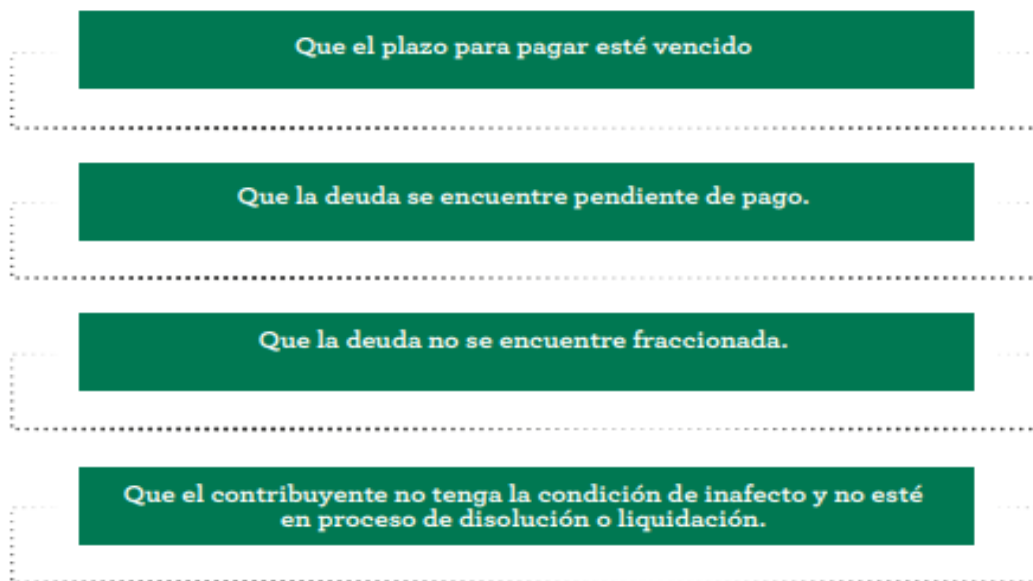 Que el plazo para pagar esté vencido
Que la deuda se encuentre pendiente de pago.
Que la deuda no se encuentre fraccionada.
Que el contribuyente no tenga la condición de inafecto y no esté
en proceso de disolución o liquidación.